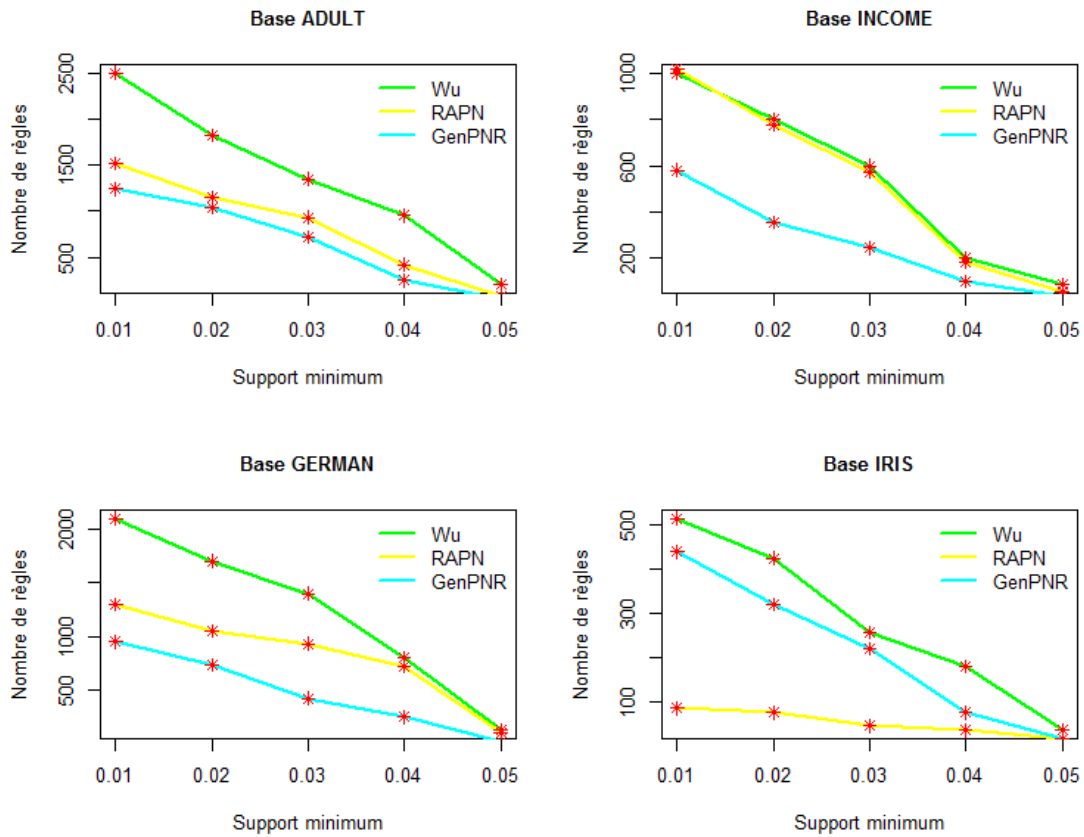 Base ADULT
Nombre de règles
2500
1500
500
Wu
RAPN
GenPNR
0.01 0.02 0.03 0.04 0.05
Support minimum
Base INCOME
Nombre de règles
1000
600
200
Wu
RAPN
GenPNR
0.01 0.02 0.03 0.04 0.05
Support minimum
Base GERMAN
Nombre de règles
2000
1000
500
Wu
RAPN
GenPNR
0.01 0.02 0.03 0.04 0.05
Support minimum
Base IRIS
Nombre de règles
500
300
100
Wu
RAPN
GenPNR
0.01 0.02 0.03 0.04 0.05
Support minimum